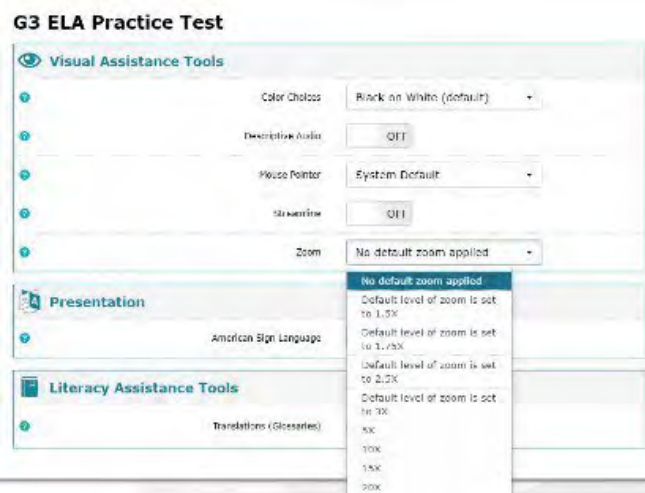 G3 ELA Practice Test
Visual Assistance Tools
Color Choices
Black on White (default)
Descriptive Audio
OFF
Mouse Pointer
System Default
Streamline
OFF
Zoom
No default zoom applied
No default zoom applied
Default level of zoom is set
to 1.5X
Default level of zoom is set
to 1.75X
Default level of zoom is set
to 2.5X
Default level of zoom is set
to 3X
5X
10X
15X
20X
Presentation
American Sign Language
Literacy Assistance Tools
Translations (Glossaries)